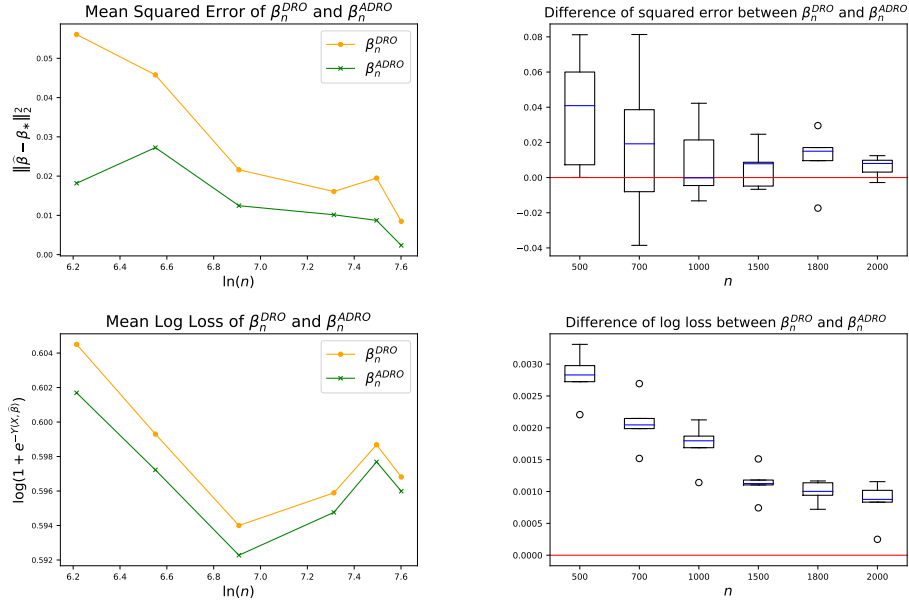 Mean Squared Error of β_n^{DRO} and β_n^{ADRO}
β_n^{DRO}
β_n^{ADRO}
‖β̂ − β_*‖_2^2
0.05
0.04
0.03
0.02
0.01
0.00
6.2 6.4 6.6 6.8 7.0 7.2 7.4 7.6
ln(n)
Difference of squared error between β_n^{DRO} and β_n^{ADRO}
0.08
0.06
0.04
0.02
0.00
−0.02
−0.04
500 700 1000 1500 1800 2000
n
Mean Log Loss of β_n^{DRO} and β_n^{ADRO}
β_n^{DRO}
β_n^{ADRO}
log(1 + e^{−Y⟨X, β̂⟩})
0.604
0.602
0.600
0.598
0.596
0.594
0.592
6.2 6.4 6.6 6.8 7.0 7.2 7.4 7.6
ln(n)
Difference of log loss between β_n^{DRO} and β_n^{ADRO}
0.0030
0.0025
0.0020
0.0015
0.0010
0.0005
0.0000
500 700 1000 1500 1800 2000
n